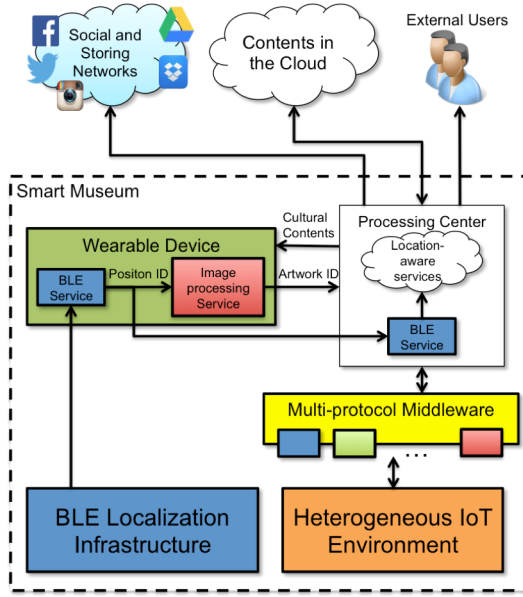 External Users
Social and
Storing
Networks
Contents in
the Cloud
Smart Museum
Cultural
Contents
Processing Center
Wearable Device
Location-
aware
services
BLE
Service
Positon ID
Image
processing
Service
Artwork ID
BLE
Service
Multi-protocol Middleware
...
BLE Localization
Infrastructure
Heterogeneous IoT
Environment